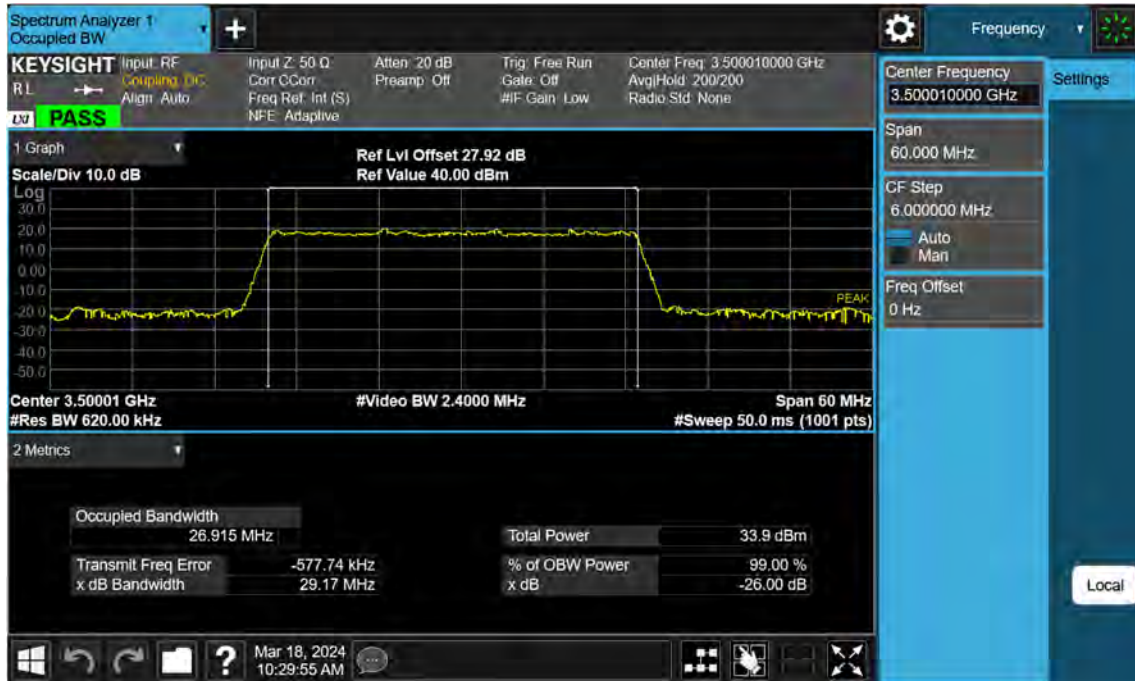 Spectrum Analyzer 1
Occupied BW
+
Frequency
KEYSIGHT
RL
LXI PASS
Input: RF
Coupling: DC
Align: Auto
Input Z: 50 Ω
Corr CCorr
Freq Ref: Int (S)
NFE: Adaptive
Atten: 20 dB
Preamp: Off
Trig: Free Run
Gate: Off
#IF Gain: Low
Center Freq: 3.500010000 GHz
Avg|Hold: 200/200
Radio Std: None
Center Frequency
3.500010000 GHz
Settings
Span
60.000 MHz
CF Step
6.000000 MHz
Auto
Man
Freq Offset
0 Hz
1 Graph
Scale/Div 10.0 dB
Ref Lvl Offset 27.92 dB
Ref Value 40.00 dBm
Log
30.0
20.0
10.0
0.00
-10.0
-20.0
-30.0
-40.0
-50.0
PEAK
Center 3.50001 GHz
#Video BW 2.4000 MHz
Span 60 MHz
#Res BW 620.00 kHz
#Sweep 50.0 ms (1001 pts)
2 Metrics
Occupied Bandwidth
26.915 MHz
Total Power 33.9 dBm
Transmit Freq Error -577.74 kHz
% of OBW Power 99.00 %
x dB Bandwidth 29.17 MHz
x dB -26.00 dB
Local
?
Mar 18, 2024
10:29:55 AM